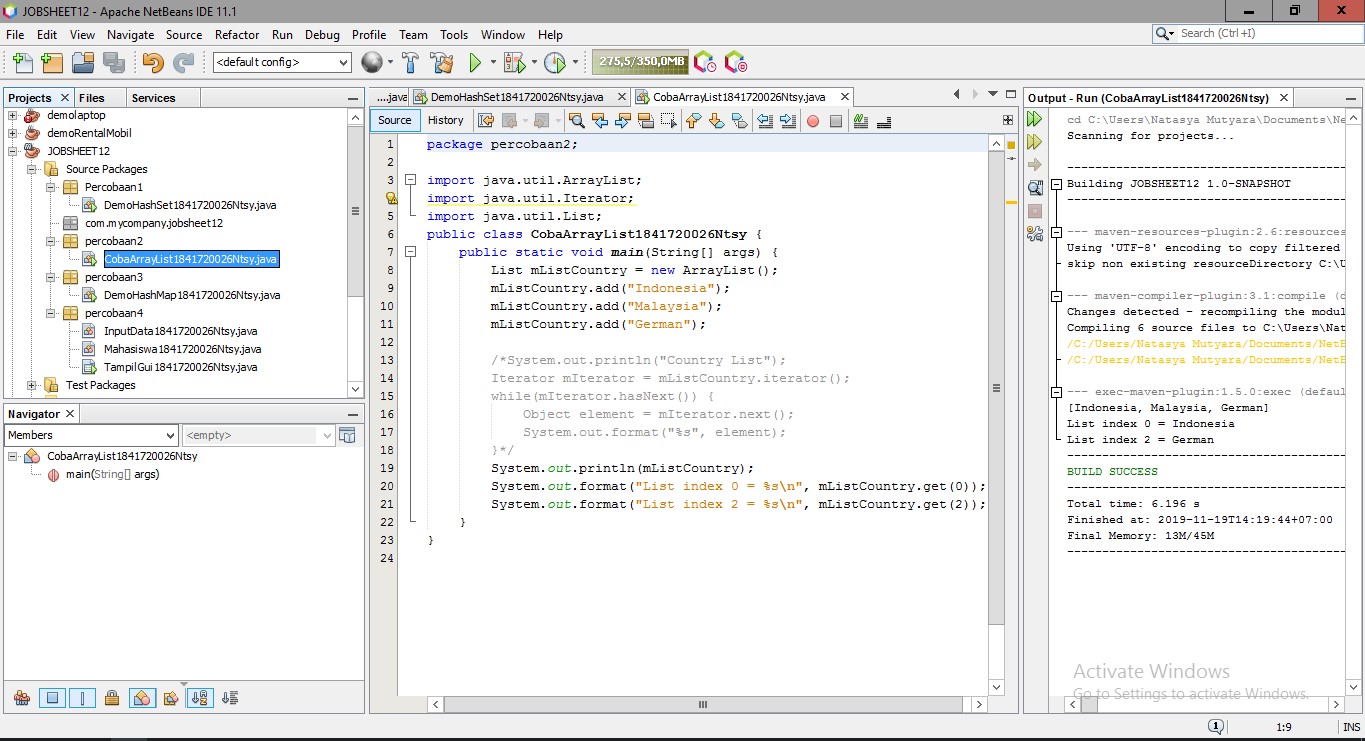 JOBSHEET12 - Apache NetBeans IDE 11.1
File Edit View Navigate Source Refactor Run Debug Profile Team Tools Window Help
Search (Ctrl+I)
<default config>
275,5/350,0MB
Projects Files Services
demolaptop
demoRentalMobil
JOBSHEET12
Source Packages
Percobaan1
DemoHashSet1841720026Ntsy.java
com.mycompany.jobsheet12
percobaan2
CobaArrayList1841720026Ntsy.java
percobaan3
DemoHashMap1841720026Ntsy.java
percobaan4
InputData1841720026Ntsy.java
Mahasiswa1841720026Ntsy.java
TampilGui1841720026Ntsy.java
Test Packages
Navigator
Members <empty>
CobaArrayList1841720026Ntsy
main(String[] args)
....java DemoHashSet1841720026Ntsy.java CobaArrayList1841720026Ntsy.java
Source History
1 package percobaan2;
2
3 import java.util.ArrayList;
import java.util.Iterator;
5 import java.util.List;
6 public class CobaArrayList1841720026Ntsy {
7 public static void main(String[] args) {
8 List mListCountry = new ArrayList();
9 mListCountry.add("Indonesia");
10 mListCountry.add("Malaysia");
11 mListCountry.add("German");
12
13 /*System.out.println("Country List");
14 Iterator mIterator = mListCountry.iterator();
15 while(mIterator.hasNext()) {
16 Object element = mIterator.next();
17 System.out.format("%s", element);
18 }*/
19 System.out.println(mListCountry);
20 System.out.format("List index 0 = %s\n", mListCountry.get(0));
21 System.out.format("List index 2 = %s\n", mListCountry.get(2));
22 }
23 }
24
Output - Run (CobaArrayList1841720026Ntsy)
cd C:\Users\Natasya Mutyara\Documents\Ne
Scanning for projects...
Building JOBSHEET12 1.0-SNAPSHOT
--- maven-resources-plugin:2.6:resources
Using 'UTF-8' encoding to copy filtered
skip non existing resourceDirectory C:\U
--- maven-compiler-plugin:3.1:compile (d
Changes detected - recompiling the modul
Compiling 6 source files to C:\Users\Nat
/C:/Users/Natasya Mutyara/Documents/NetB
/C:/Users/Natasya Mutyara/Documents/NetB
--- exec-maven-plugin:1.5.0:exec (defaul
[Indonesia, Malaysia, German]
List index 0 = Indonesia
List index 2 = German
BUILD SUCCESS
Total time: 6.196 s
Finished at: 2019-11-19T14:19:44+07:00
Final Memory: 13M/45M
Activate Windows
Go to Settings to activate Windows.
1 1:9 INS